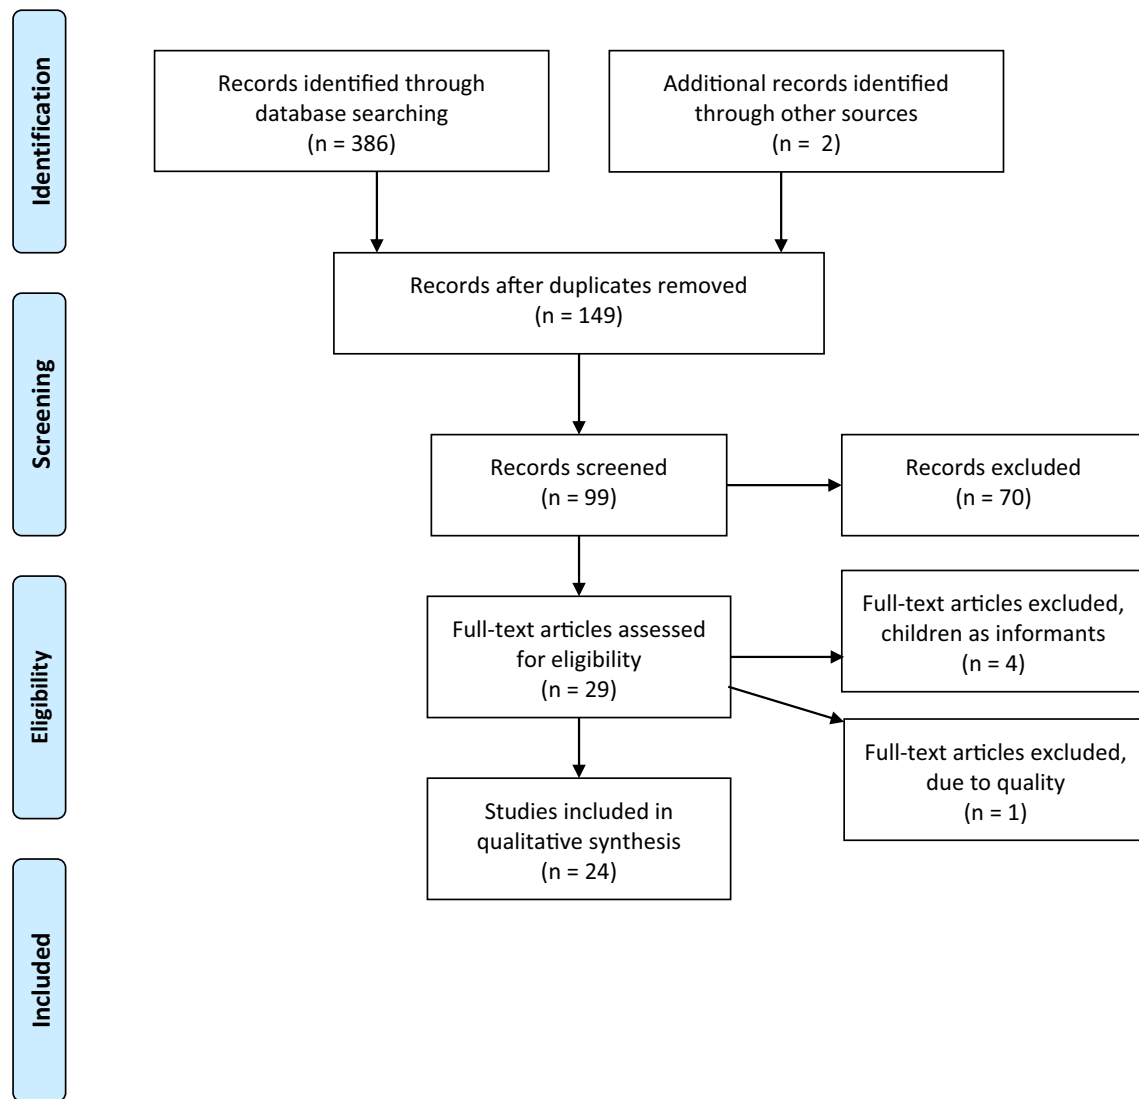 Identification
Records identified through
database searching
(n = 386)
Additional records identified
through other sources
(n =  2)
Records after duplicates removed
(n = 149)
Screening
Records screened
(n = 99)
Records excluded
(n = 70)
Eligibility
Full-text articles assessed
for eligibility
(n = 29)
Full-text articles excluded,
children as informants
(n = 4)
Full-text articles excluded,
due to quality
(n = 1)
Studies included in
qualitative synthesis
(n = 24)
Included